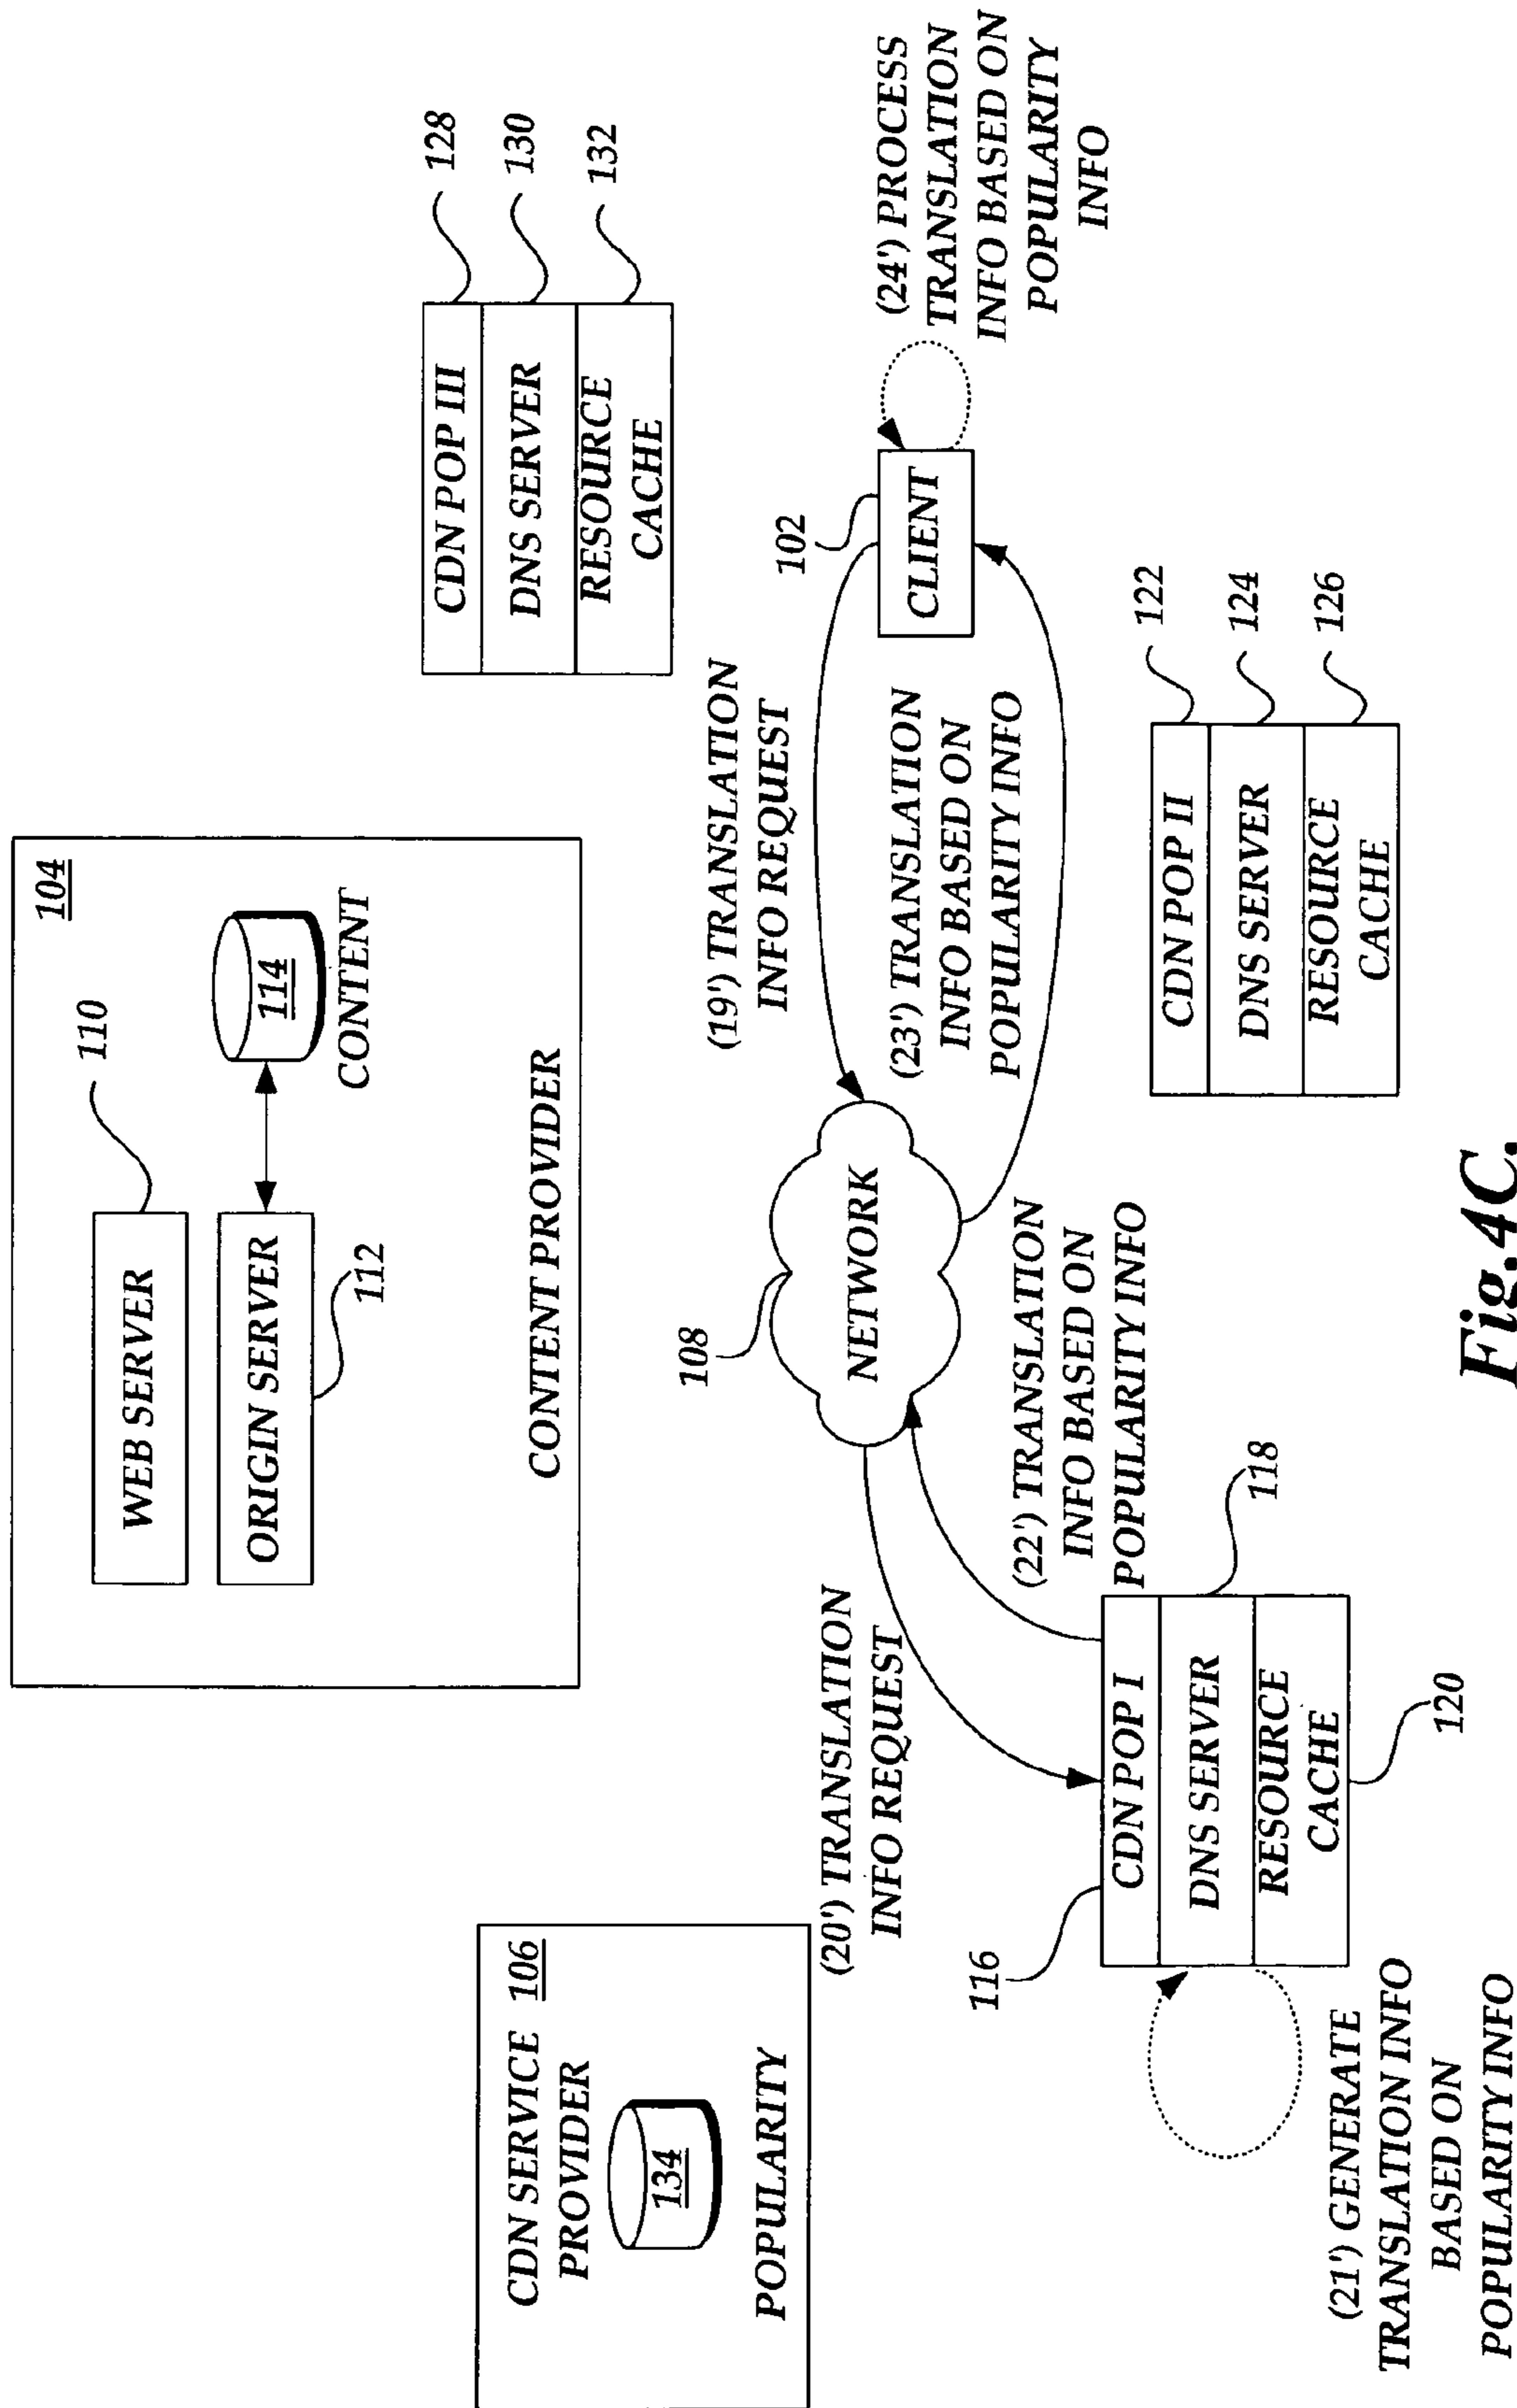 104
110
WEB SERVER
114
ORIGIN SERVER
CONTENT
112
CONTENT PROVIDER
128
130
132
CDN POP III
DNS SERVER
RESOURCE
CACHE
CDN SERVICE 106
PROVIDER
134
POPULARITY
108
NETWORK
(19') TRANSLATION
INFO REQUEST
102
CLIENT
(24') PROCESS
TRANSLATION
INFO BASED ON
POPULARITY
INFO
(20') TRANSLATION
INFO REQUEST
(23') TRANSLATION
INFO BASED ON
POPULARITY INFO
(22') TRANSLATION
INFO BASED ON
POPULARITY INFO
116
CDN POP I
118
DNS SERVER
RESOURCE
CACHE
120
122
124
126
CDN POP II
DNS SERVER
RESOURCE
CACHE
(21') GENERATE
TRANSLATION INFO
BASED ON
POPULARITY INFO
Fig.4C.